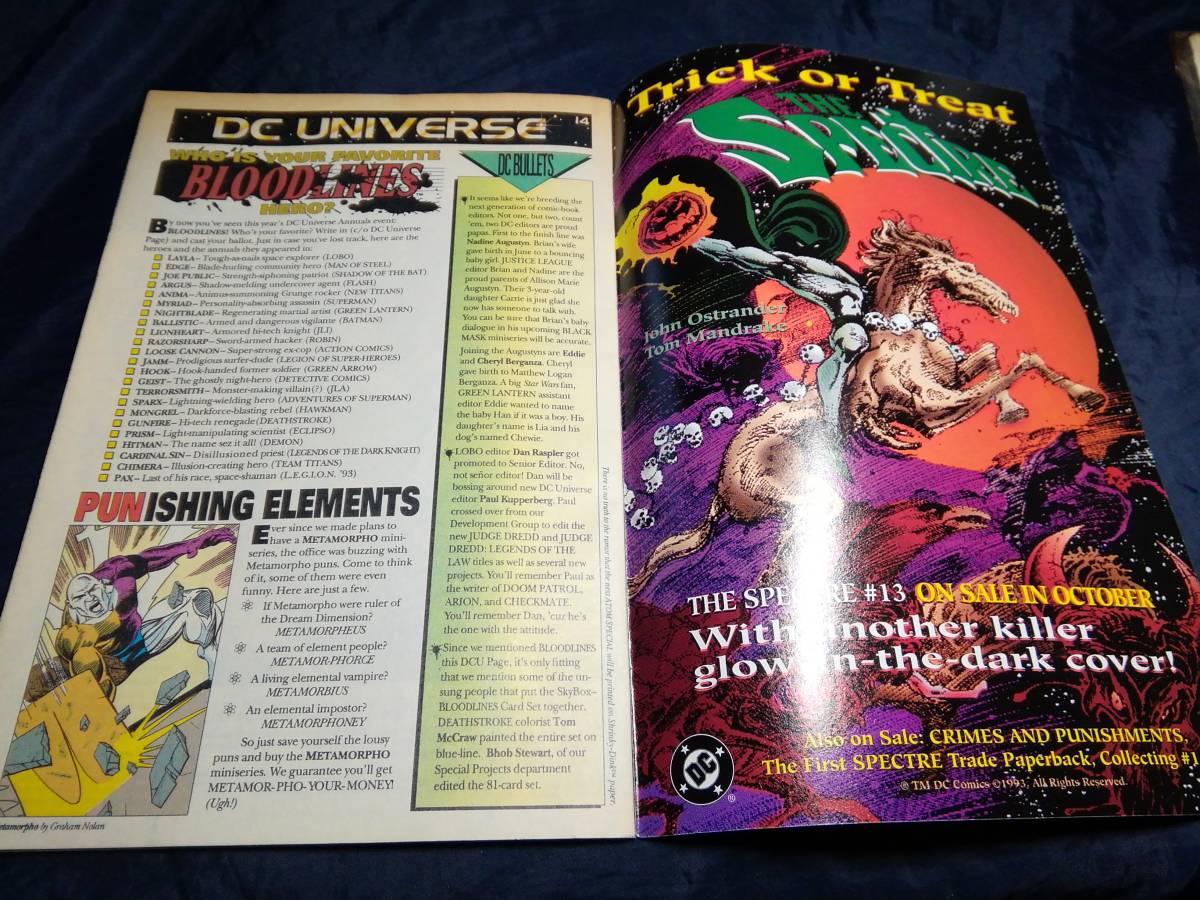 DC UNIVERSE
14
WHO IS YOUR FAVORITE
BLOODLINES
HERO?
By now you've seen this year's DC Universe Annuals event:
BLOODLINES! Who's your favorite? Write in (c/o DC Universe
Page) and cast your ballot. Just in case you've lost track, here are the
heroes and the annuals they appeared in:
LAYLA– Tough-as-nails space explorer (LOBO)
EDGE– Blade-hurling community hero (MAN OF STEEL)
JOE PUBLIC– Strength-siphoning patriot (SHADOW OF THE BAT)
ARGUS– Shadow-melding undercover agent (FLASH)
ANIMA– Animus-summoning Grunge rocker (NEW TITANS)
MYRIAD– Personality-absorbing assassin (SUPERMAN)
NIGHTBLADE– Regenerating martial artist (GREEN LANTERN)
BALLISTIC– Armed and dangerous vigilante (BATMAN)
LIONHEART– Armored hi-tech knight (JLI)
RAZORSHARP– Sword-armed hacker (ROBIN)
LOOSE CANNON– Super-strong ex-cop (ACTION COMICS)
JAMM– Prodigious surfer-dude (LEGION OF SUPER-HEROES)
HOOK– Hook-handed former soldier (GREEN ARROW)
GEIST– The ghostly night-hero (DETECTIVE COMICS)
TERRORSMITH– Monster-making villain(?) (JLA)
SPARX– Lightning-wielding hero (ADVENTURES OF SUPERMAN)
MONGREL– Darkforce-blasting rebel (HAWKMAN)
GUNFIRE– Hi-tech renegade(DEATHSTROKE)
PRISM– Light-manipulating scientist (ECLIPSO)
HITMAN– The name sez it all! (DEMON)
CARDINAL SIN– Disillusioned priest (LEGENDS OF THE DARK KNIGHT)
CHIMERA– Illusion-creating hero (TEAM TITANS)
PAX– Last of his race, space-shaman (L.E.G.I.O.N. '93)
PUNISHING ELEMENTS
Ever since we made plans to
have a METAMORPHO mini-
series, the office was buzzing with
Metamorpho puns. Come to think
of it, some of them were even
funny. Here are just a few.
If Metamorpho were ruler of
the Dream Dimension?
METAMORPHEUS
A team of element people?
METAMOR-PHORCE
A living elemental vampire?
METAMORBIUS
An elemental impostor?
METAMORPHONEY
So just save yourself the lousy
puns and buy the METAMORPHO
miniseries. We guarantee you'll get
METAMOR-PHO-YOUR-MONEY!
(Ugh!)
etamorpho by Graham Nolan
DC BULLETS
It seems like we're breeding the
next generation of comic-book
editors. Not one, but two, count
'em, two DC editors are proud
papas. First to the finish line was
Nadine Augustyn. Brian's wife
gave birth in June to a bouncing
baby girl. JUSTICE LEAGUE
editor Brian and Nadine are the
proud parents of Allison Marie
Augustyn. Their 3-year-old
daughter Carrie is just glad she
now has someone to talk with.
You can be sure that Brian's baby
dialogue in his upcoming BLACK
MASK miniseries will be accurate.
Joining the Augustyns are Eddie
and Cheryl Berganza. Cheryl
gave birth to Matthew Logan
Berganza. A big Star Wars fan,
GREEN LANTERN assistant
editor Eddie wanted to name
the baby Han if it was a boy. His
daughter's name is Lia and his
dog's named Chewie.
LOBO editor Dan Raspler got
promoted to Senior Editor. No,
not señor editor! Dan will be
bossing around new DC Universe
editor Paul Kupperberg. Paul
crossed over from our
Development Group to edit the
new JUDGE DREDD and JUDGE
DREDD: LEGENDS OF THE
LAW titles as well as several new
projects. You'll remember Paul as
the writer of DOOM PATROL,
ARION, and CHECKMATE.
You'll remember Dan, 'cuz he's
the one with the attitude.
Since we mentioned BLOODLINES
this DCU Page, it's only fitting
that we mention some of the un-
sung people that put the SkyBox–
BLOODLINES Card Set together.
DEATHSTROKE colorist Tom
McCraw painted the entire set on
blue-line. Bhob Stewart, of our
Special Projects department
edited the 81-card set.
There is no truth to the rumor that the next ATOM SPECIAL will be printed on Shrinky-Dink™ paper.
Trick or Treat
THE
SPECTRE
TM
John Ostrander
Tom Mandrake
THE SPECTRE #13 ON SALE IN OCTOBER
With another killer
glow-in-the-dark cover!
Also on Sale: CRIMES AND PUNISHMENTS,
The First SPECTRE Trade Paperback, Collecting #1
® TM DC Comics ©1993, All Rights Reserved.
DC
®